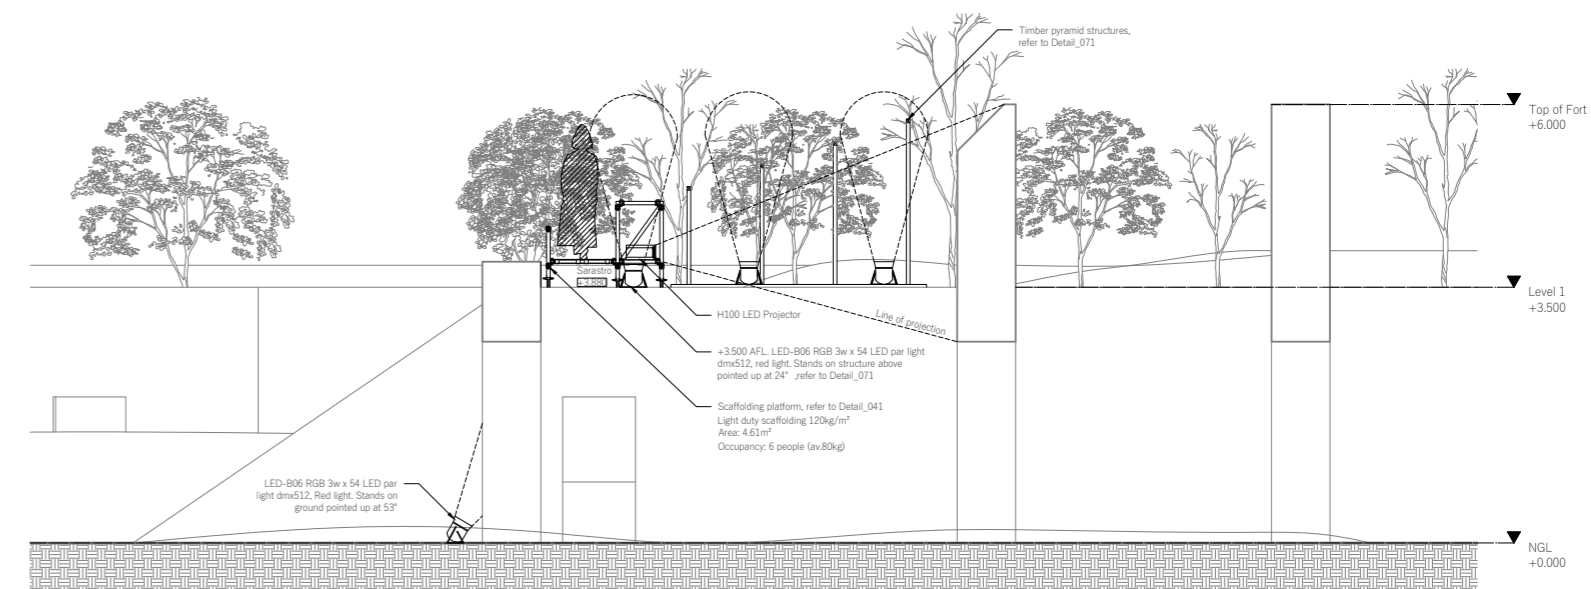 Timber pyramid structures,
refer to Detail_071
Top of Fort
+6.000
Sarastro
+3.880
Level 1
+3.500
H100 LED Projector
Line of projection
+3.500 AFL. LED-B06 RGB 3w x 54 LED par light
dmx512, red light. Stands on structure above
pointed up at 24° ,refer to Detail_071
Scaffolding platform, refer to Detail_041
Light duty scaffolding 120kg/m²
Area: 4.61m²
Occupancy: 6 people (av.80kg)
LED-B06 RGB 3w x 54 LED par
light dmx512, Red light. Stands on
ground pointed up at 53°
NGL
+0.000